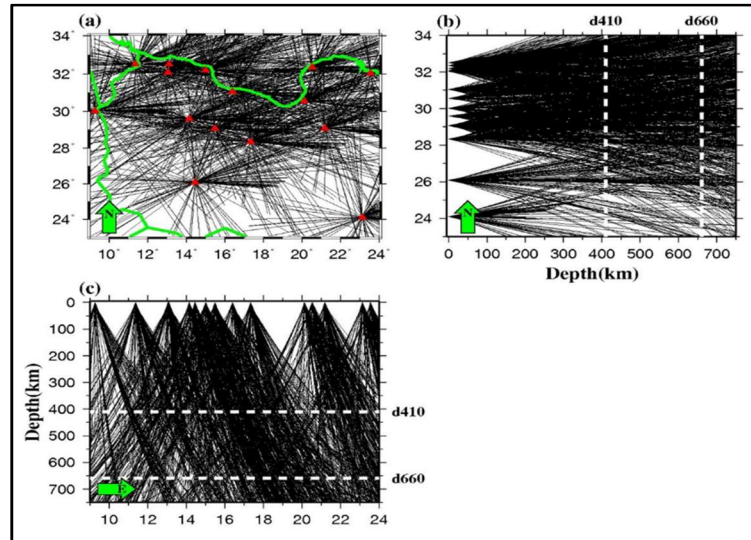 (a)
34° 32° 30° 28° 26° 24°
N
10° 12° 14° 16° 18° 20° 22° 24°
(b)
d410 d660
34 32 30 28 26 24
N
0 100 200 300 400 500 600 700
Depth(km)
(c)
0 100 200 300 400 500 600 700
Depth(km)
d410
d660
10 12 14 16 18 20 22 24